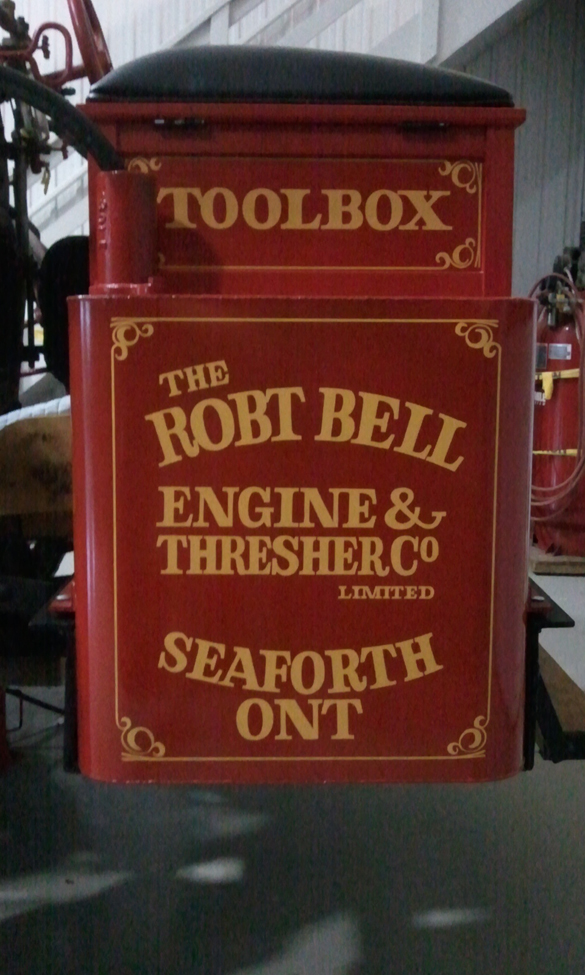 TOOLBOX
THE
ROBT BELL
ENGINE &
THRESHER CO
LIMITED
SEAFORTH
ONT